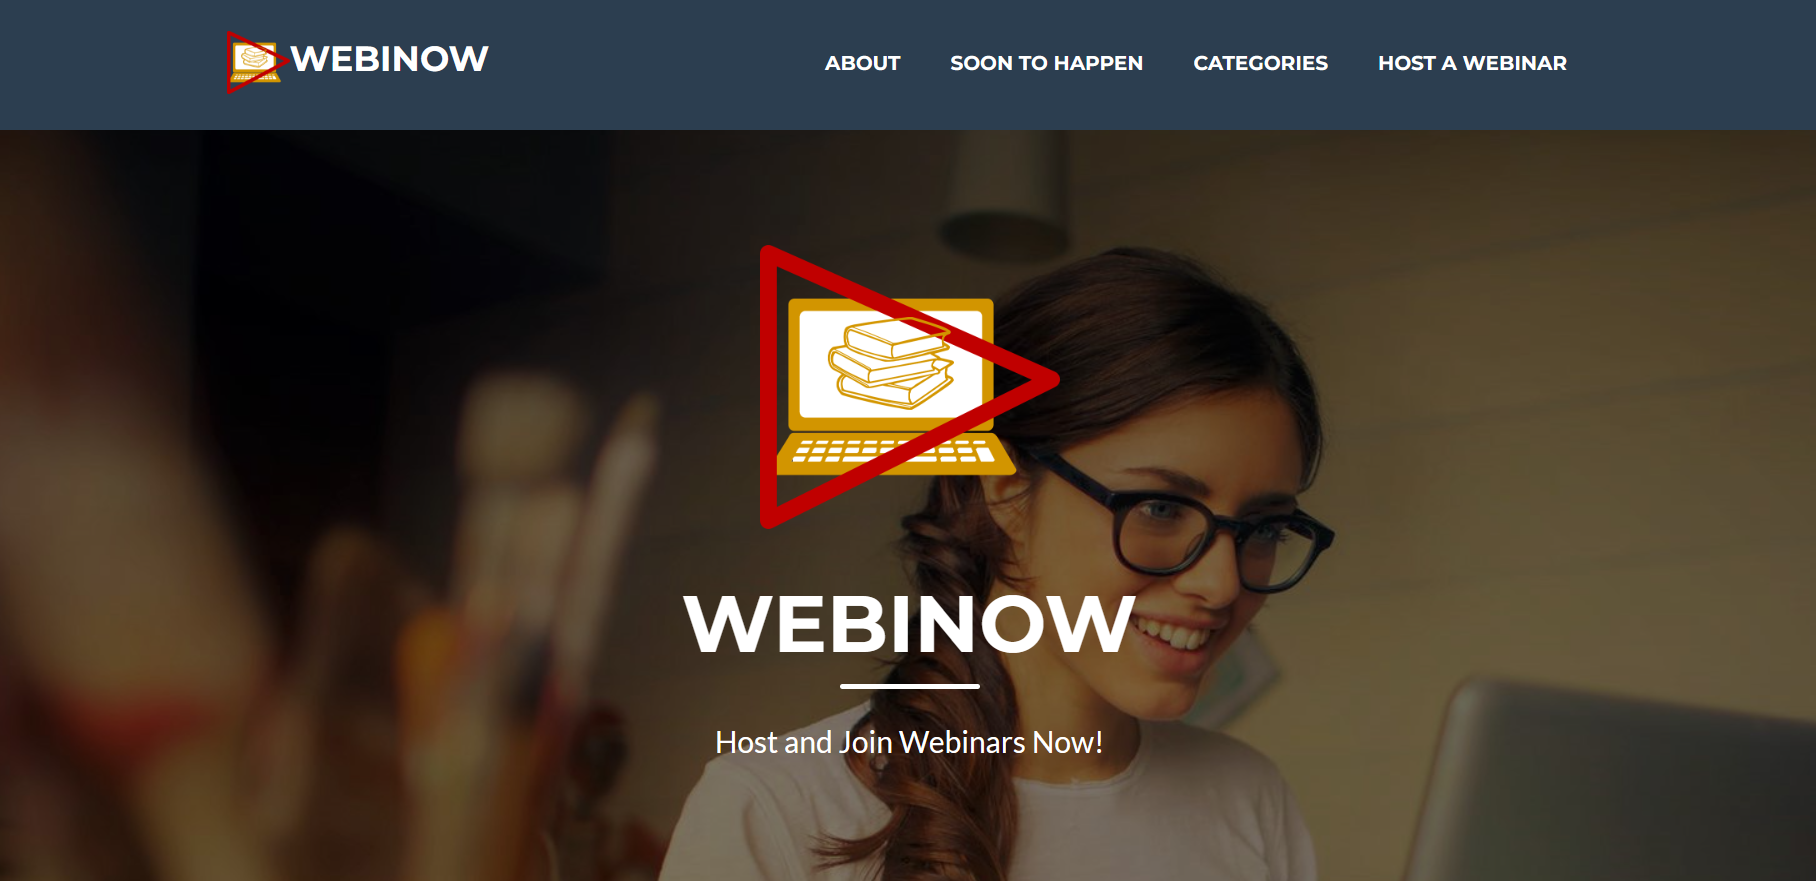 WEBINOW
ABOUT
SOON TO HAPPEN
CATEGORIES
HOST A WEBINAR
WEBINOW
Host and Join Webinars Now!